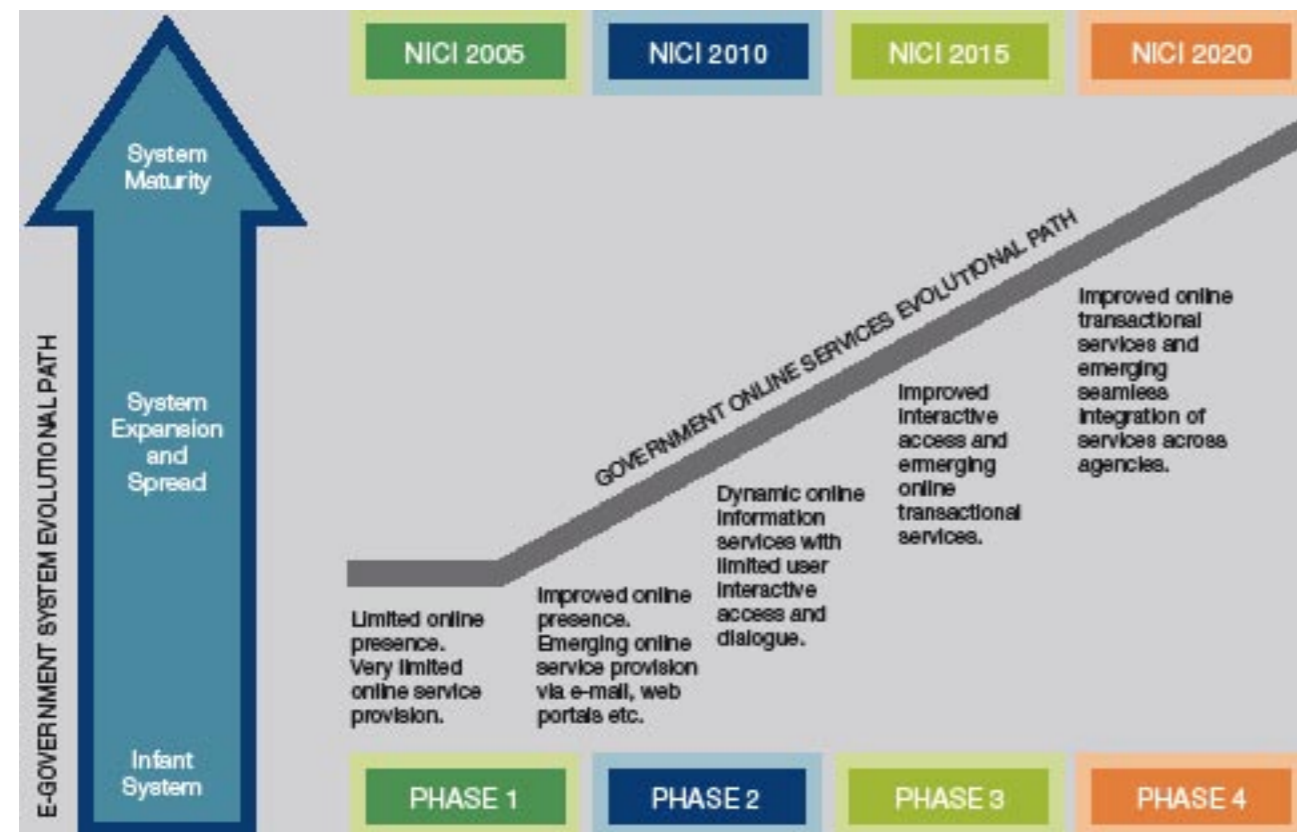 NICI 2005
NICI 2010
NICI 2015
NICI 2020
E-GOVERNMENT SYSTEM EVOLUTIONAL PATH
System
Maturity
System
Expansion
and
Spread
Infant
System
GOVERNMENT ONLINE SERVICES EVOLUTIONAL PATH
Limited online
presence.
Very limited
online service
provision.
Improved online
presence.
Emerging online
service provision
via e-mail, web
portals etc.
Dynamic online
information
services with
limited user
interactive
access and
dialogue.
Improved
interactive
access and
ermerging
online
transactional
services.
Improved online
transactional
services and
emerging
seamless
integration of
services across
agencies.
PHASE 1
PHASE 2
PHASE 3
PHASE 4